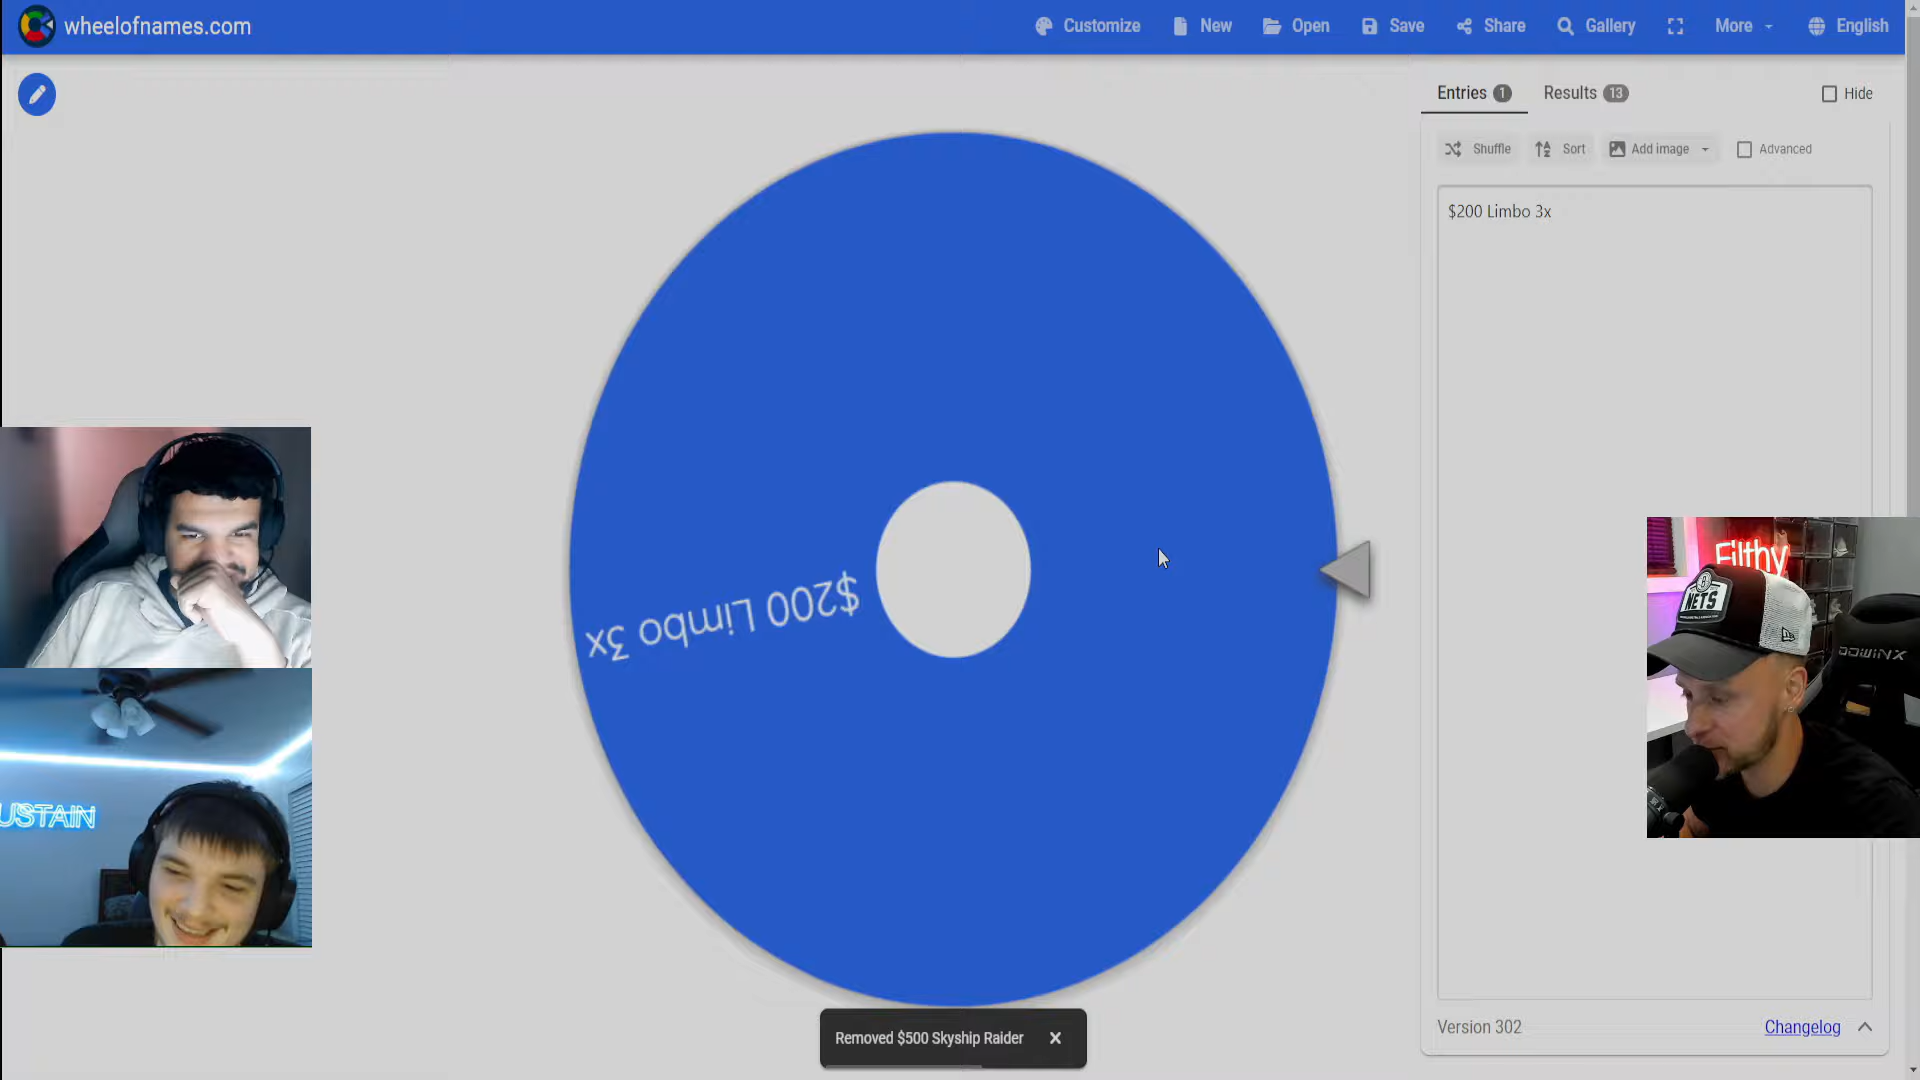 wheelofnames.com
Customize New Open Save Share Gallery More English
Entries 1 Results 13 Hide
Shuffle Sort Add image Advanced
$200 Limbo 3x
$200 Limbo 3x
Filthy
NETS
DOWINX
USTAIN
Removed $500 Skyship Raider X
Version 302 Changelog